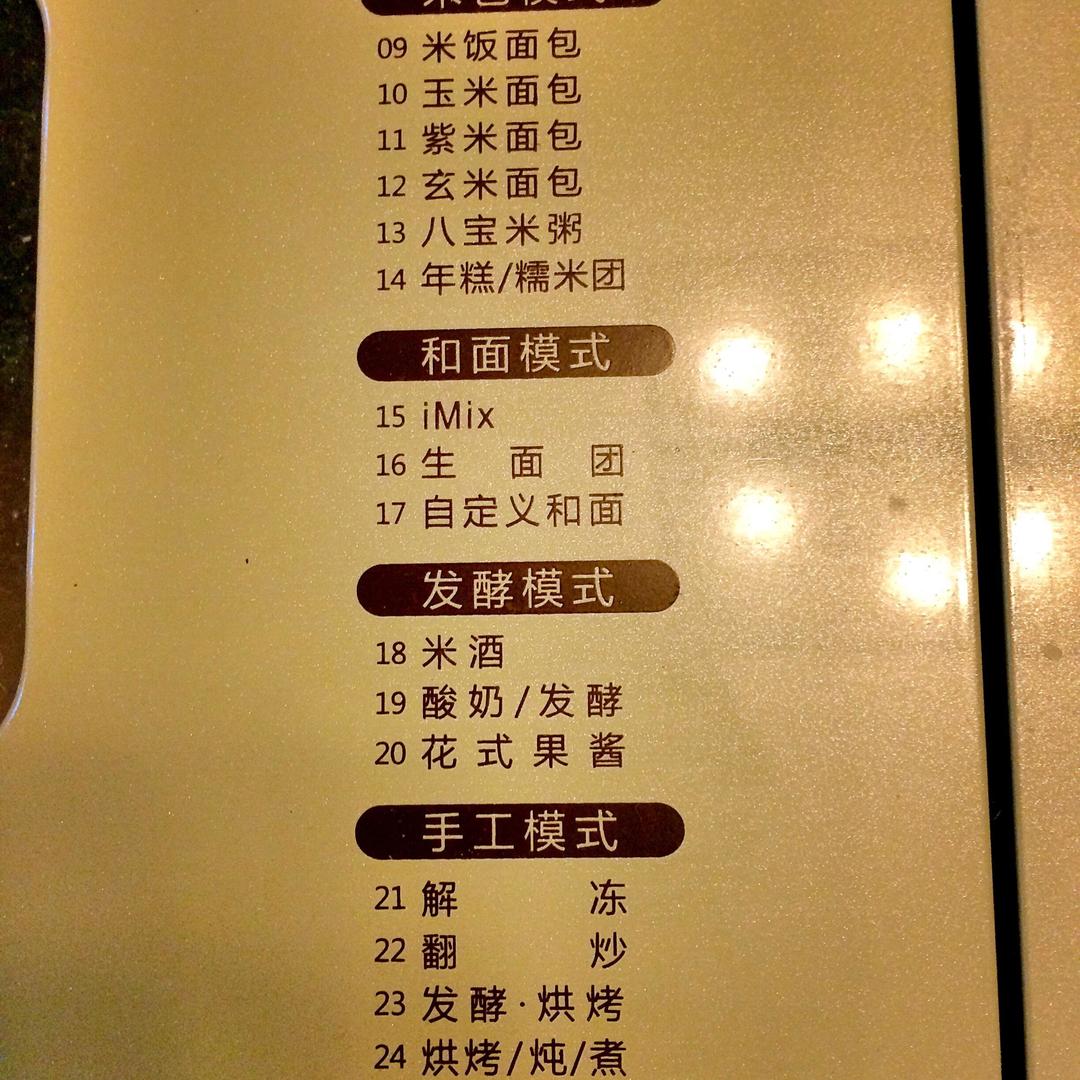 09 米饭面包
10 玉米面包
11 紫米面包
12 玄米面包
13 八宝米粥
14 年糕/糯米团
和面模式
15 iMix
16 生面团
17 自定义和面
发酵模式
18 米酒
19 酸奶/发酵
20 花式果酱
手工模式
21 解冻
22 翻炒
23 发酵·烘烤
24 烘烤/炖/煮